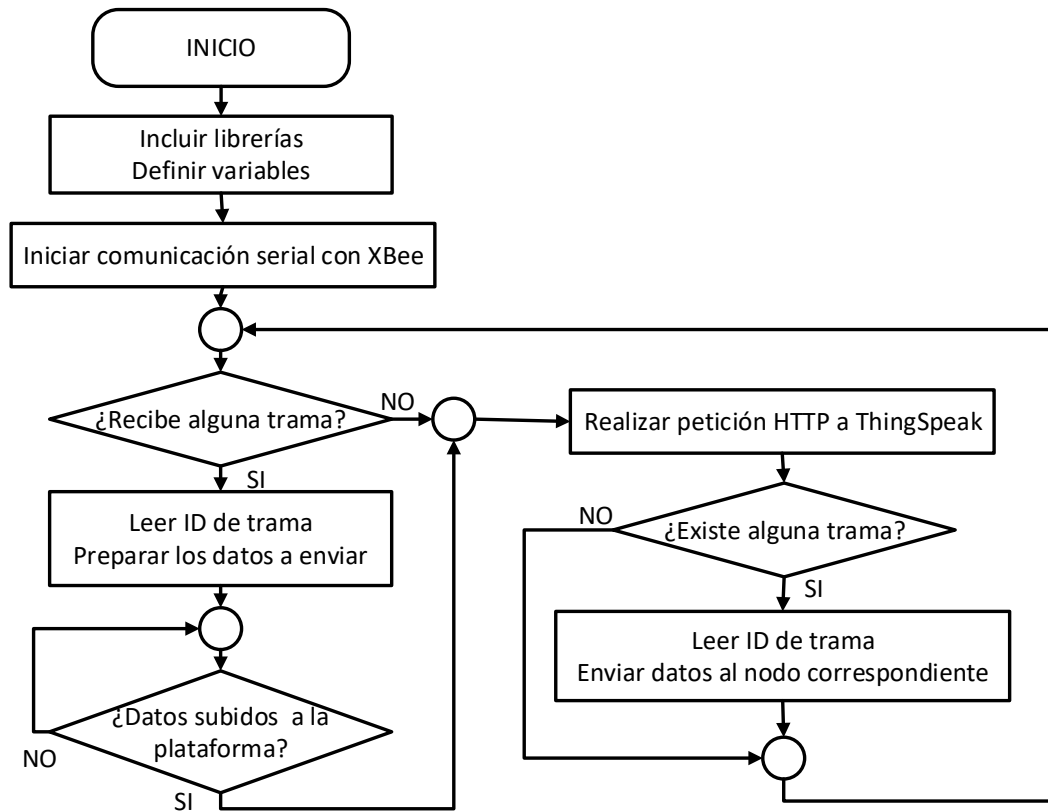 INICIO
Incluir librerías
Definir variables
Iniciar comunicación serial con XBee
¿Recibe alguna trama?
NO
SI
Leer ID de trama
Preparar los datos a enviar
¿Datos subidos a la
plataforma?
NO
SI
Realizar petición HTTP a ThingSpeak
¿Existe alguna trama?
NO
SI
Leer ID de trama
Enviar datos al nodo correspondiente